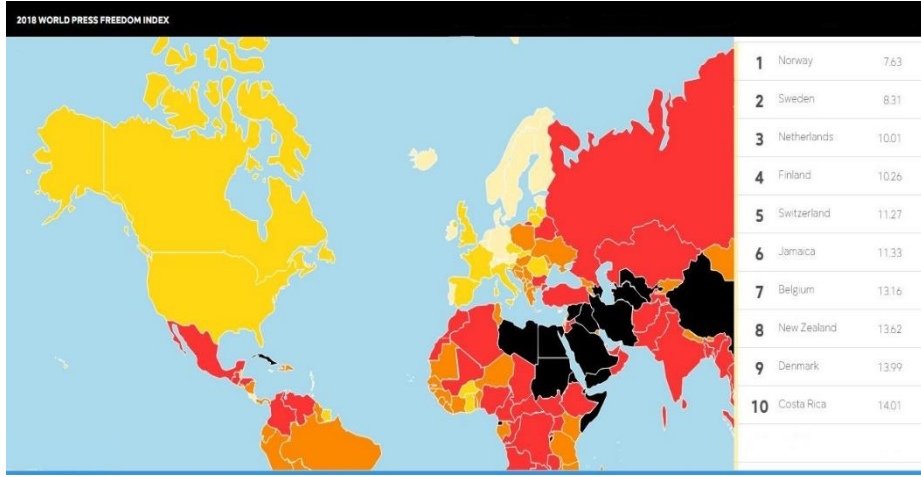 2018 WORLD PRESS FREEDOM INDEX
1 Norway 7.63
2 Sweden 8.31
3 Netherlands 10.01
4 Finland 10.26
5 Switzerland 11.27
6 Jamaica 11.33
7 Belgium 13.16
8 New Zealand 13.62
9 Denmark 13.99
10 Costa Rica 14.01